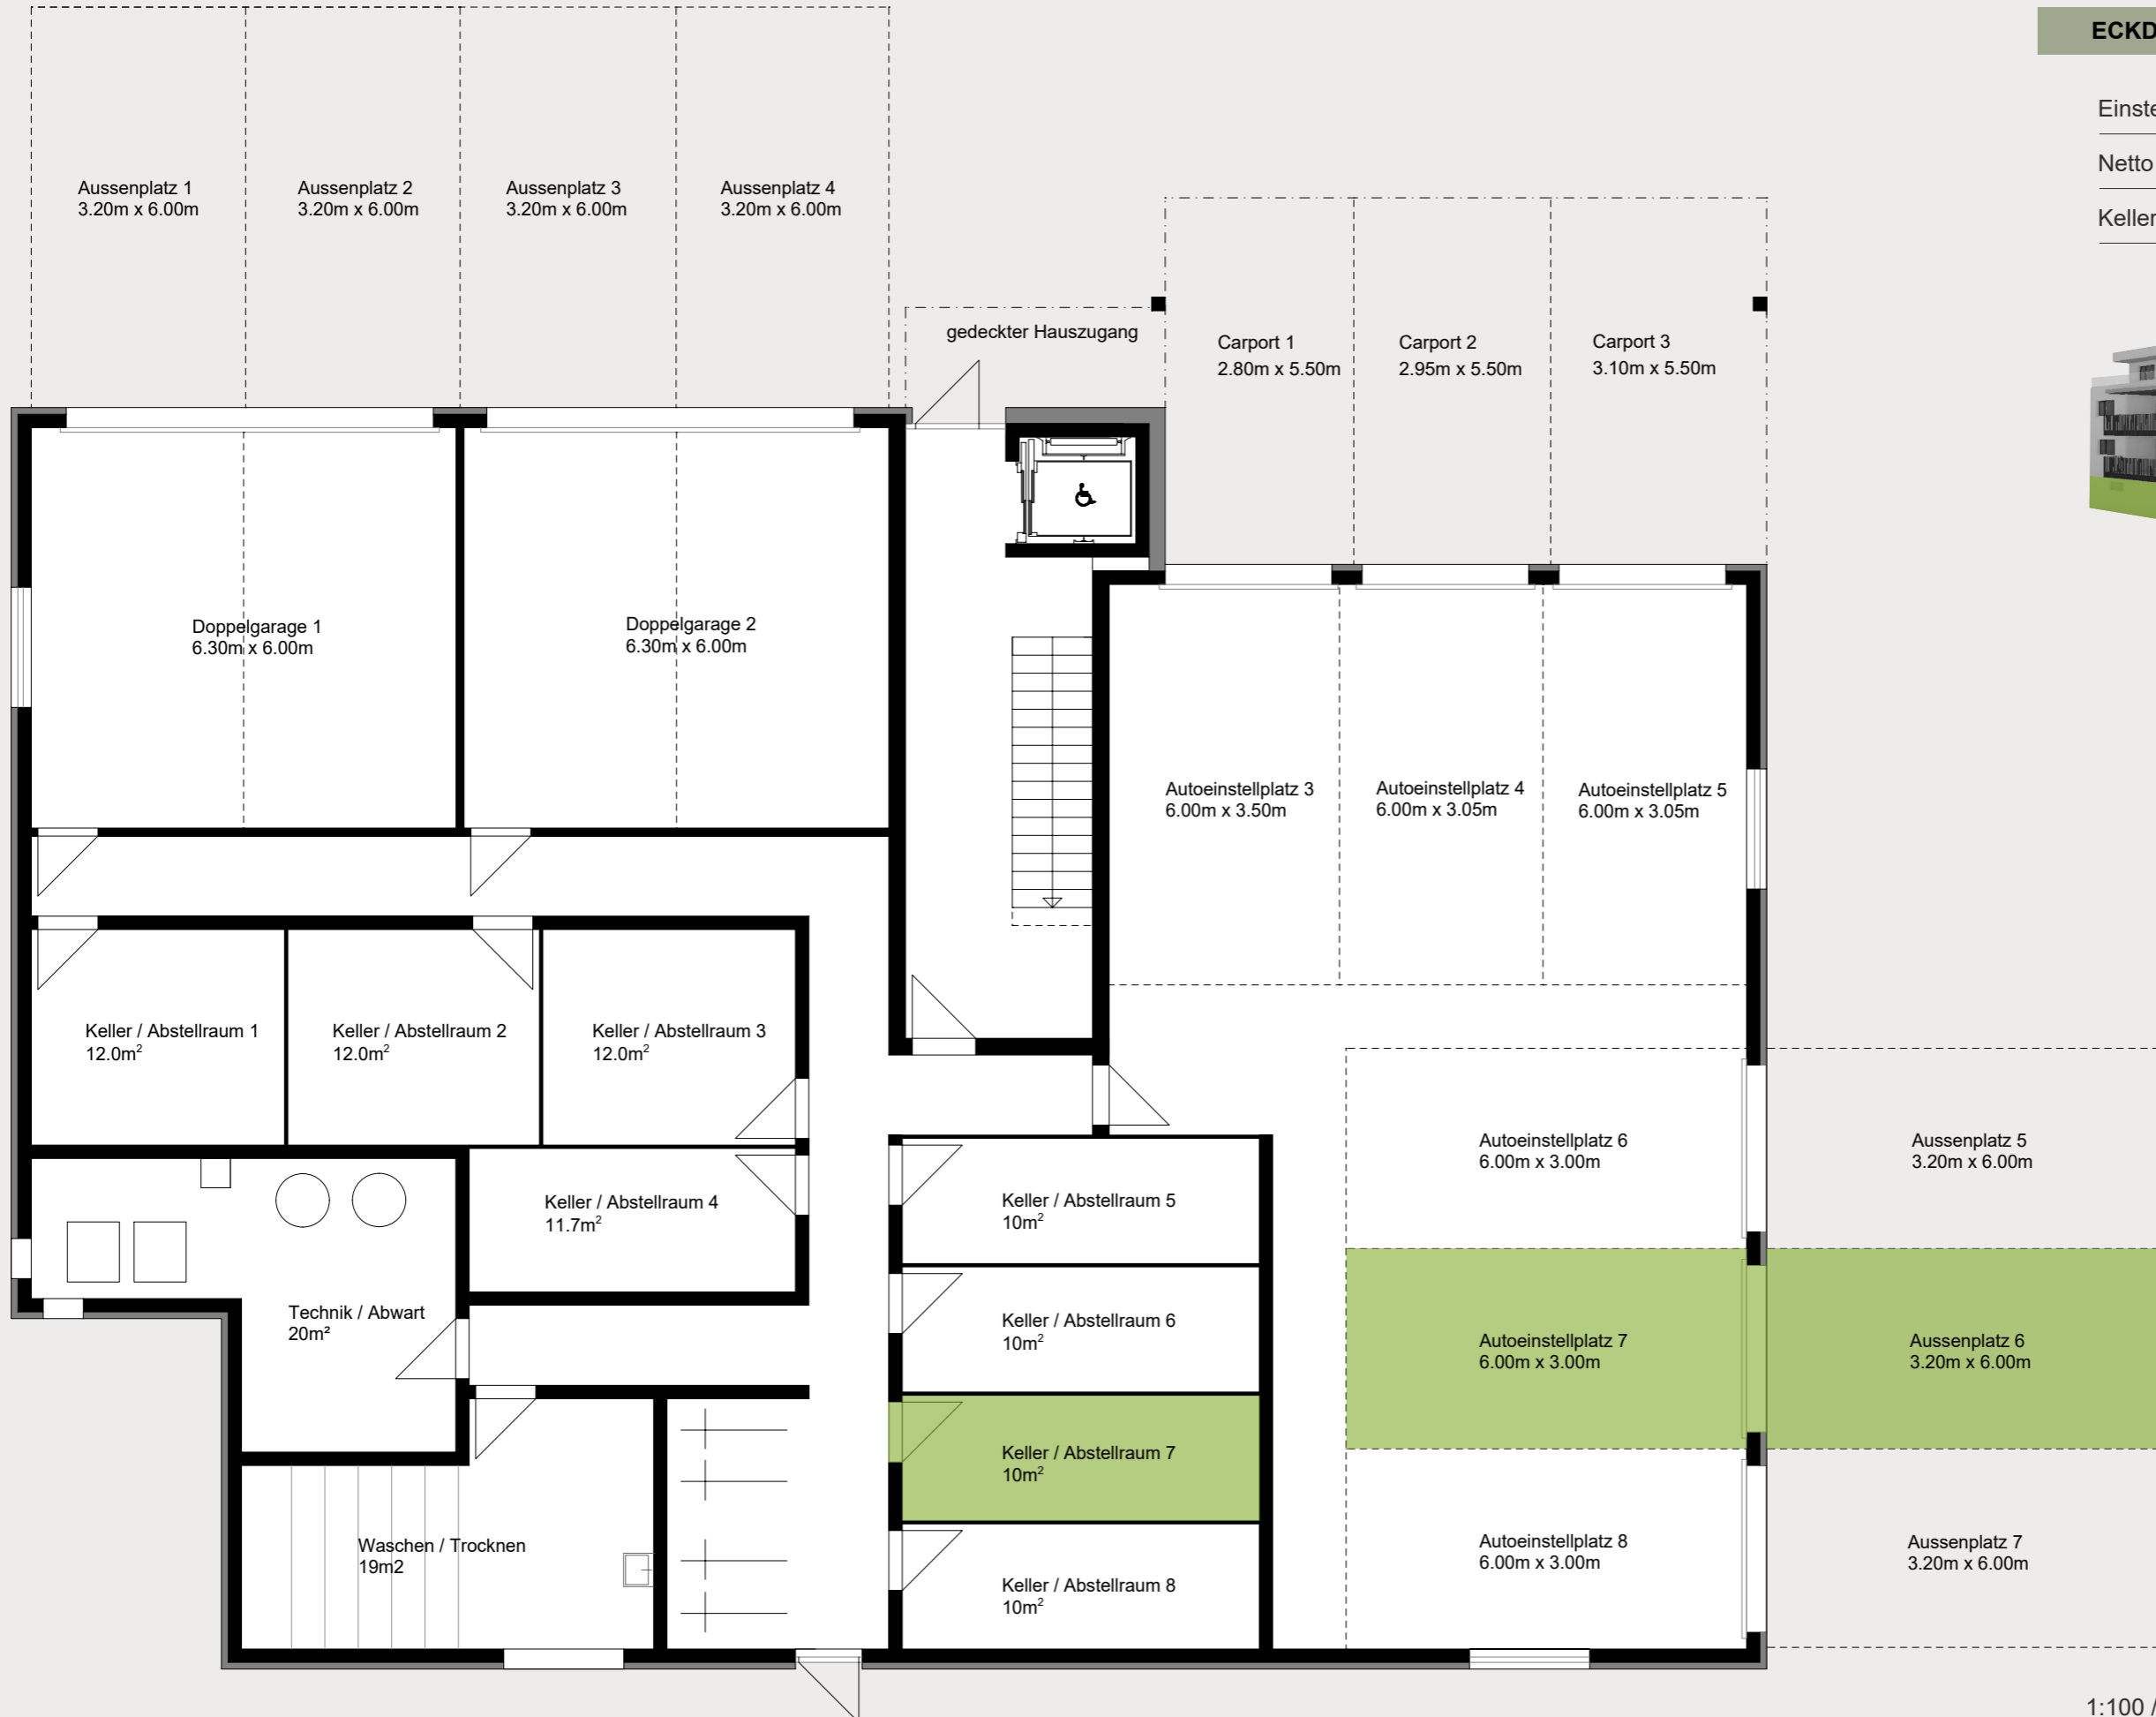 ECKD
Einste
Netto
Keller
Aussenplatz 1
3.20m x 6.00m
Aussenplatz 2
3.20m x 6.00m
Aussenplatz 3
3.20m x 6.00m
Aussenplatz 4
3.20m x 6.00m
gedeckter Hauszugang
Carport 1
2.80m x 5.50m
Carport 2
2.95m x 5.50m
Carport 3
3.10m x 5.50m
Doppelgarage 1
6.30m x 6.00m
Doppelgarage 2
6.30m x 6.00m
Autoeinstellplatz 3
6.00m x 3.50m
Autoeinstellplatz 4
6.00m x 3.05m
Autoeinstellplatz 5
6.00m x 3.05m
Keller / Abstellraum 1
12.0m²
Keller / Abstellraum 2
12.0m²
Keller / Abstellraum 3
12.0m²
Keller / Abstellraum 4
11.7m²
Keller / Abstellraum 5
10m²
Autoeinstellplatz 6
6.00m x 3.00m
Aussenplatz 5
3.20m x 6.00m
Technik / Abwart
20m²
Keller / Abstellraum 6
10m²
Autoeinstellplatz 7
6.00m x 3.00m
Aussenplatz 6
3.20m x 6.00m
Keller / Abstellraum 7
10m²
Waschen / Trocknen
19m2
Keller / Abstellraum 8
10m²
Autoeinstellplatz 8
6.00m x 3.00m
Aussenplatz 7
3.20m x 6.00m
1:100 /